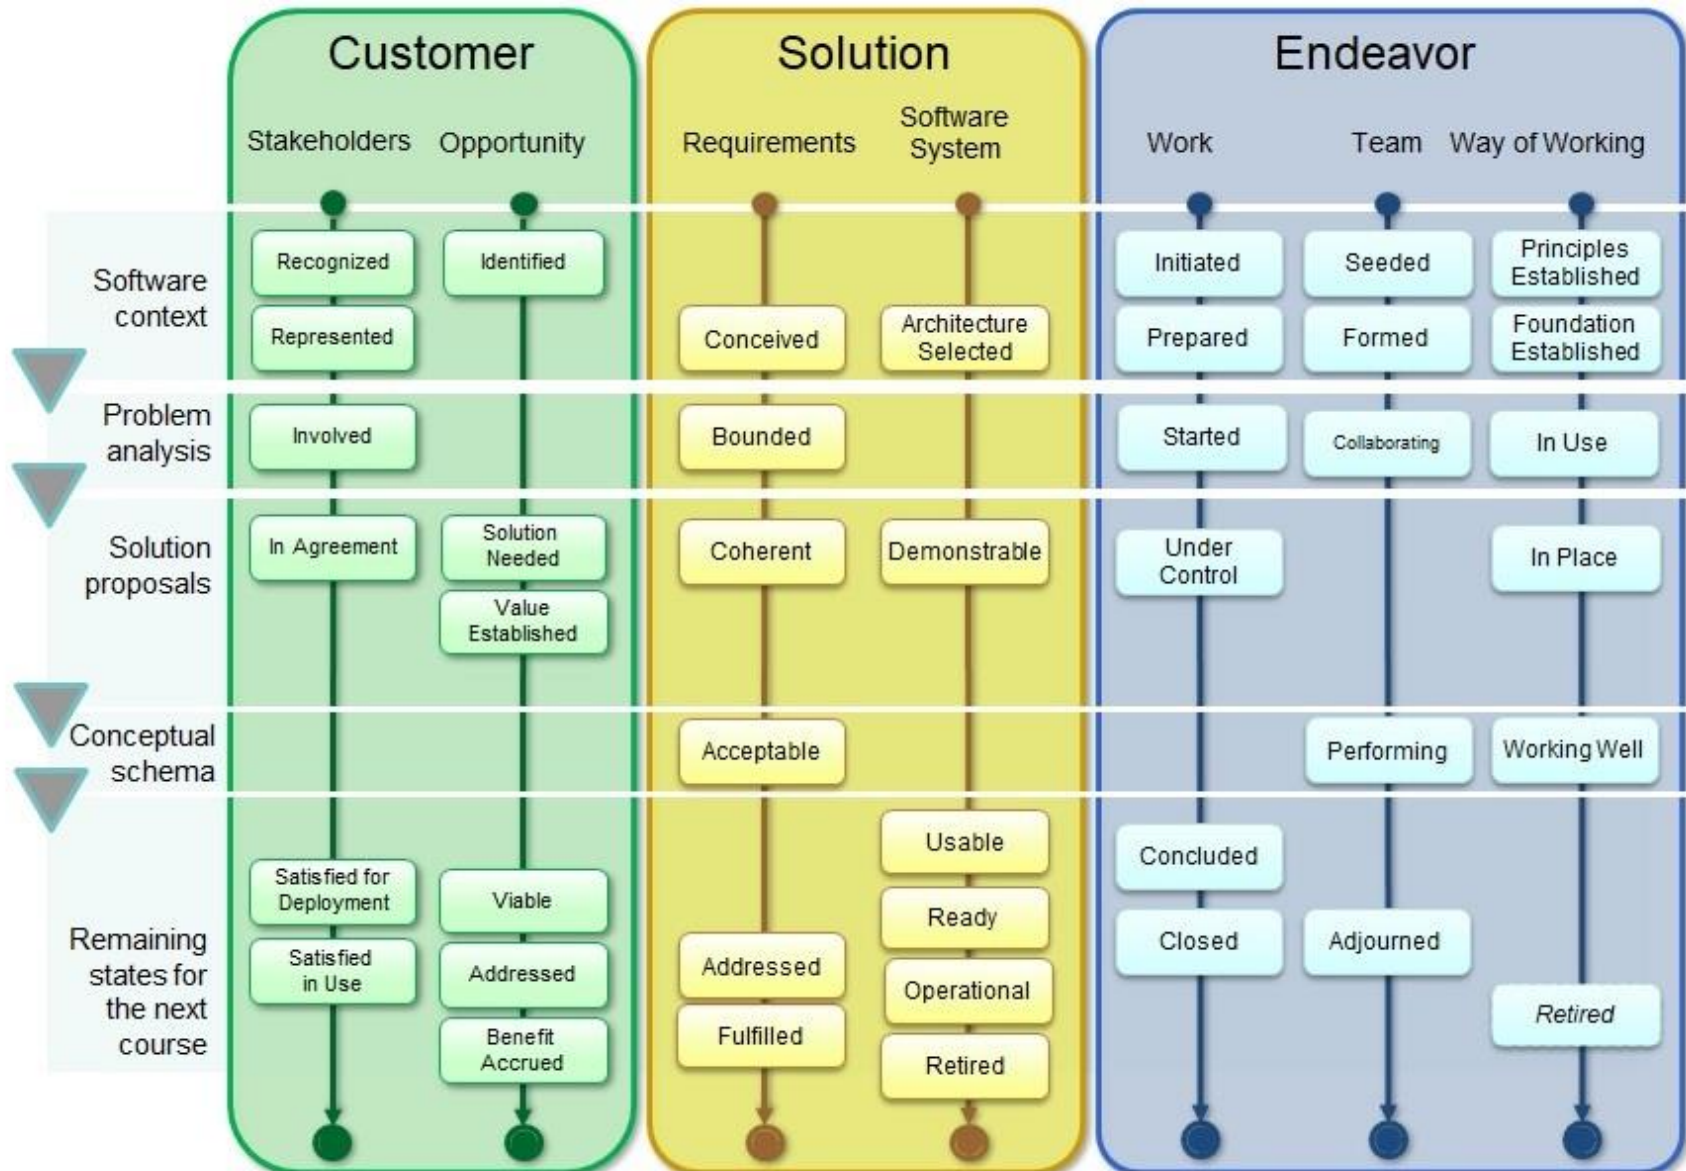 Customer
Solution
Endeavor
Stakeholders
Opportunity
Requirements
Software
System
Work
Team
Way of Working
Software
context
Recognized
Identified
Initiated
Seeded
Principles
Established
Represented
Conceived
Architecture
Selected
Prepared
Formed
Foundation
Established
Problem
analysis
Involved
Bounded
Started
Collaborating
In Use
Solution
proposals
In Agreement
Solution
Needed
Coherent
Demonstrable
Under
Control
In Place
Value
Established
Conceptual
schema
Acceptable
Performing
Working Well
Remaining
states for
the next
course
Satisfied for
Deployment
Satisfied
in Use
Viable
Addressed
Benefit
Accrued
Addressed
Fulfilled
Usable
Ready
Operational
Retired
Concluded
Closed
Adjourned
Retired